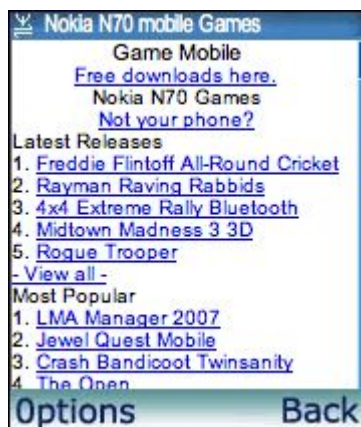 Nokia N70 mobile Games
Game Mobile
Free downloads here.
Nokia N70 Games
Not your phone?
Latest Releases
1. Freddie Flintoff All-Round Cricket
2. Rayman Raving Rabbids
3. 4x4 Extreme Rally Bluetooth
4. Midtown Madness 3 3D
5. Rogue Trooper
- View all -
Most Popular
1. LMA Manager 2007
2. Jewel Quest Mobile
3. Crash Bandicoot Twinsanity
4. The Open
Options Back